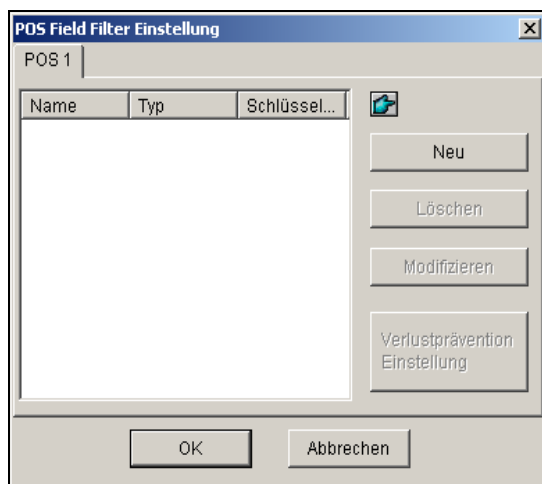 POS Field Filter Einstellung
POS 1
Name Typ Schlüssel...
Neu
Löschen
Modifizieren
Verlustprävention
Einstellung
OK Abbrechen